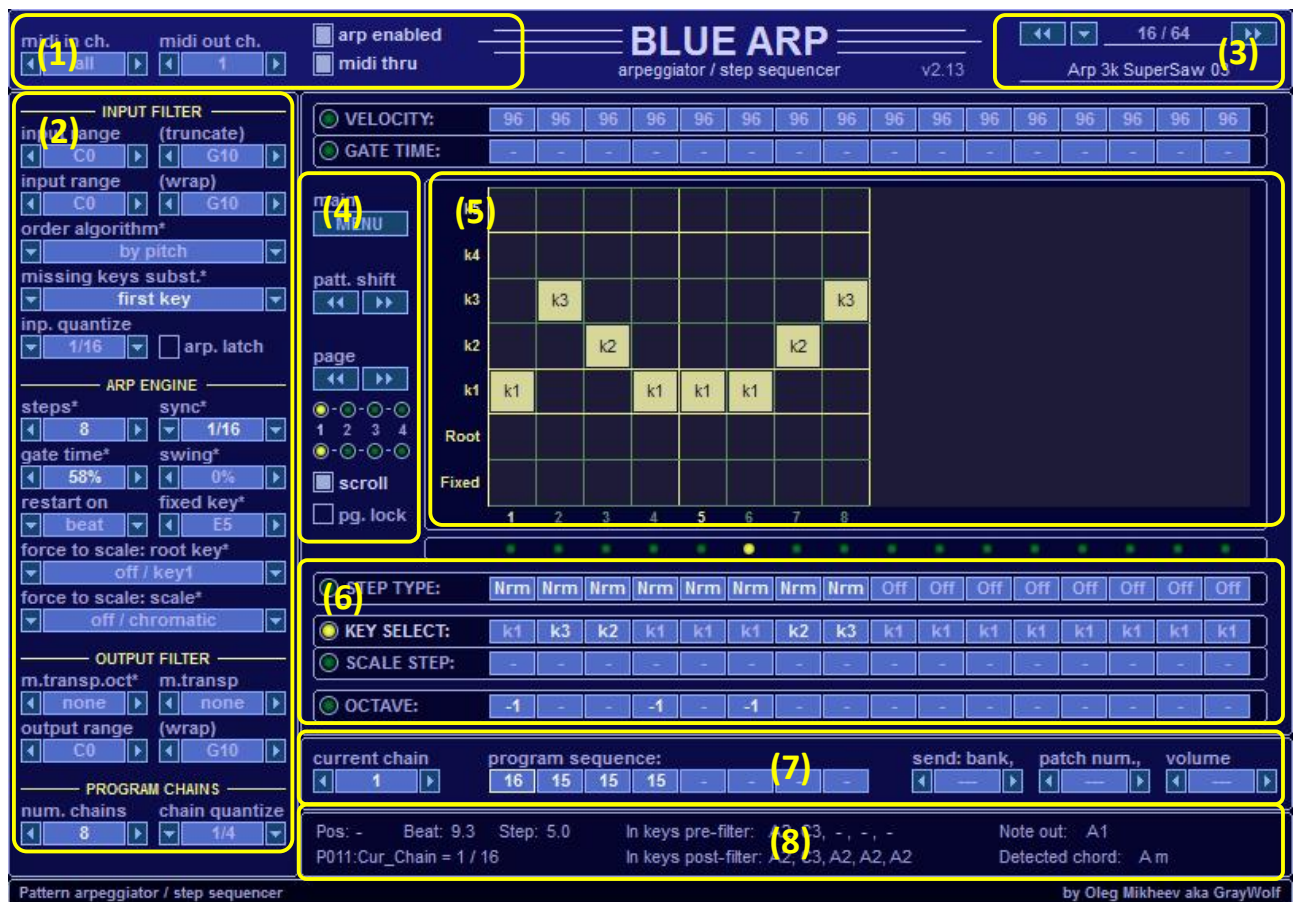 midi in ch. midi out ch.
(1)
all 1
arp enabled
midi thru
BLUE ARP
arpeggiator / step sequencer v2.13
16 / 64
(3)
Arp 3k SuperSaw 03
(2)
INPUT FILTER
input range (truncate)
C0 G10
input range (wrap)
C0 G10
order algorithm*
by pitch
missing keys subst.*
first key
inp. quantize
1/16 arp. latch
ARP ENGINE
steps* sync*
8 1/16
gate time* swing*
58% 0%
restart on fixed key*
beat E5
force to scale: root key*
off / key1
force to scale: scale*
off / chromatic
OUTPUT FILTER
m.transp.oct* m.transp
none none
output range (wrap)
C0 G10
PROGRAM CHAINS
num. chains chain quantize
8 1/4
VELOCITY: 96 96 96 96 96 96 96 96 96 96 96 96 96 96 96 96
GATE TIME: - - - - - - - - - - - - - - - -
(4)
main
MENU
patt. shift
page
1 2 3 4
scroll
pg. lock
(5)
k5
k4
k3 k3 k3
k2 k2 k2
k1 k1 k1 k1 k1
Root
Fixed
1 2 3 4 5 6 7 8
(6)
STEP TYPE: Nrm Nrm Nrm Nrm Nrm Nrm Nrm Nrm Off Off Off Off Off Off Off Off
KEY SELECT: k1 k3 k2 k1 k1 k1 k2 k3 k1 k1 k1 k1 k1 k1 k1 k1
SCALE STEP: - - - - - - - - - - - - - - - -
OCTAVE: -1 - - -1 - -1 - - - - - - - - - -
(7)
current chain program sequence: send: bank, patch num., volume
1 16 15 15 15 - - - - --- --- ---
(8)
Pos: - Beat: 9.3 Step: 5.0 In keys pre-filter: A2, C3, - , - , - Note out: A1
P011:Cur_Chain = 1 / 16 In keys post-filter: A2, C3, A2, A2, A2 Detected chord: A m
Pattern arpeggiator / step sequencer by Oleg Mikheev aka GrayWolf